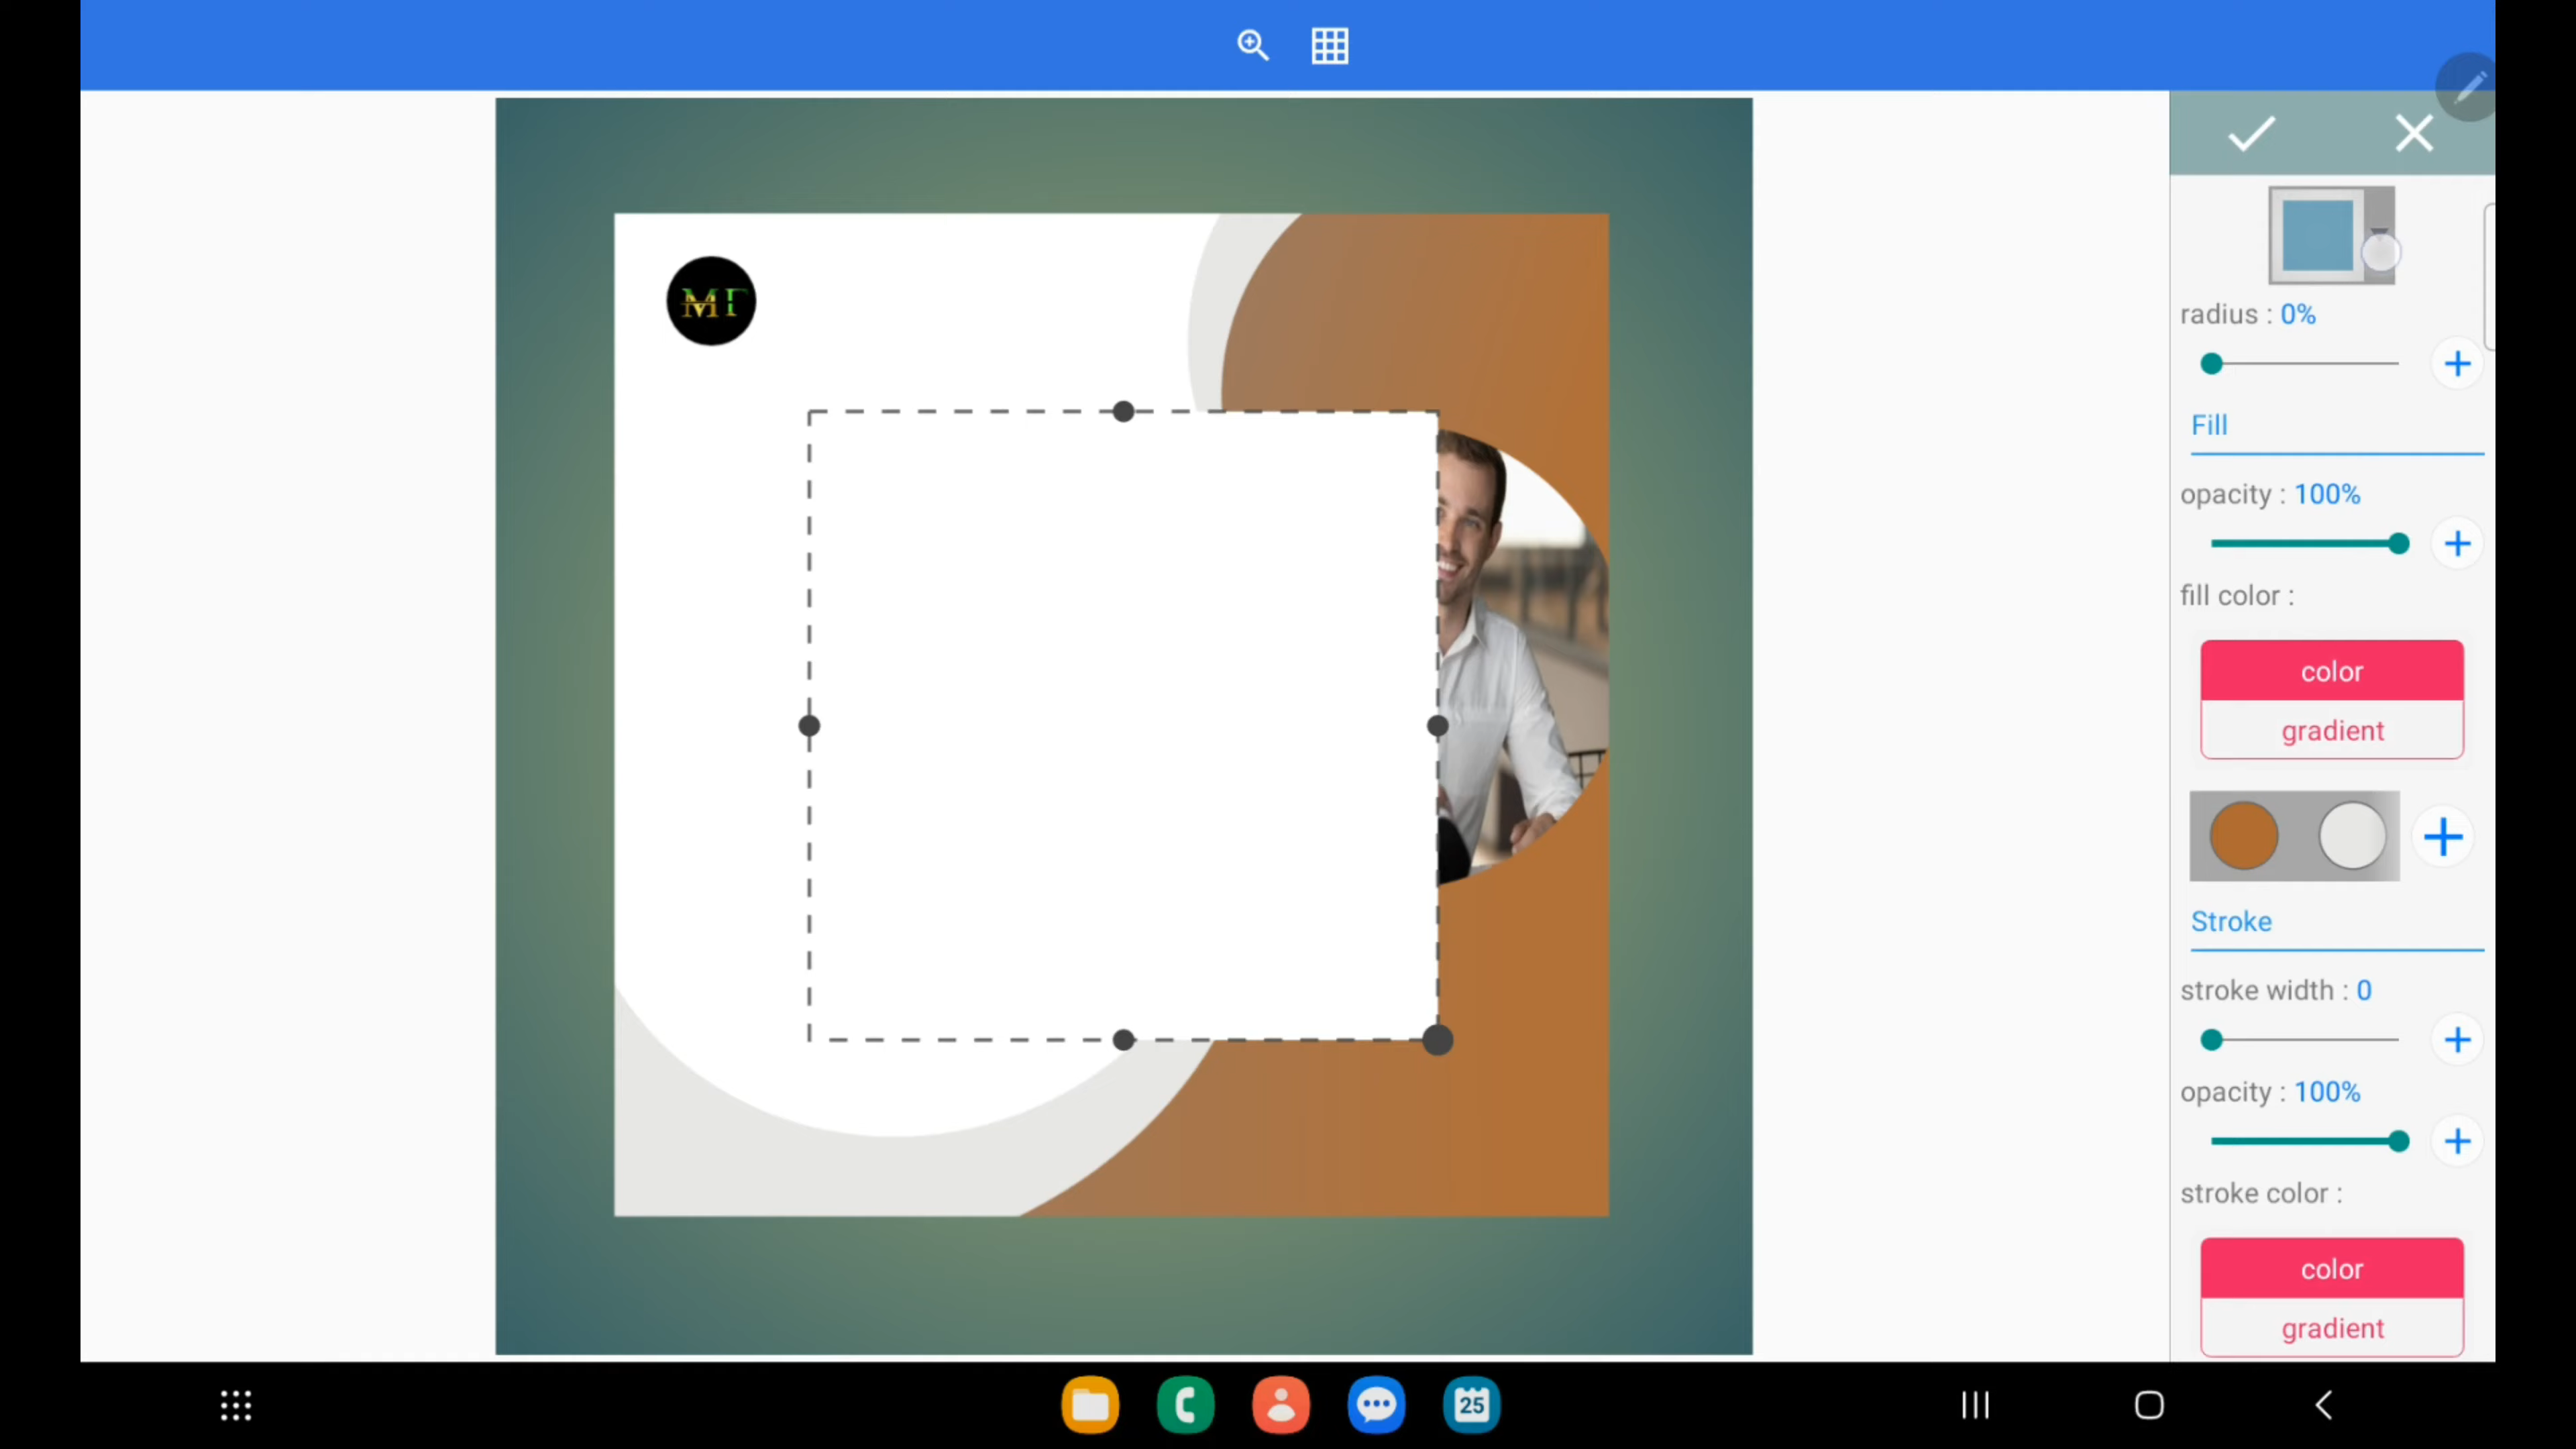 MT
radius : 0%
Fill
opacity : 100%
fill color :
color
gradient
Stroke
stroke width : 0
opacity : 100%
stroke color :
color
gradient
25